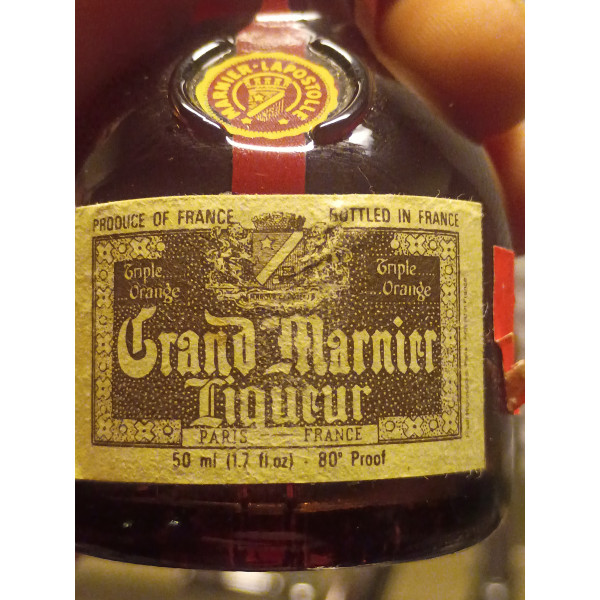 MARNIER-LAPOSTOLLE
PRODUCE OF FRANCE BOTTLED IN FRANCE
Triple Orange
Triple Orange
Grand Marnier
Liqueur
PARIS — FRANCE
50 ml (1.7 fl.oz) · 80° Proof